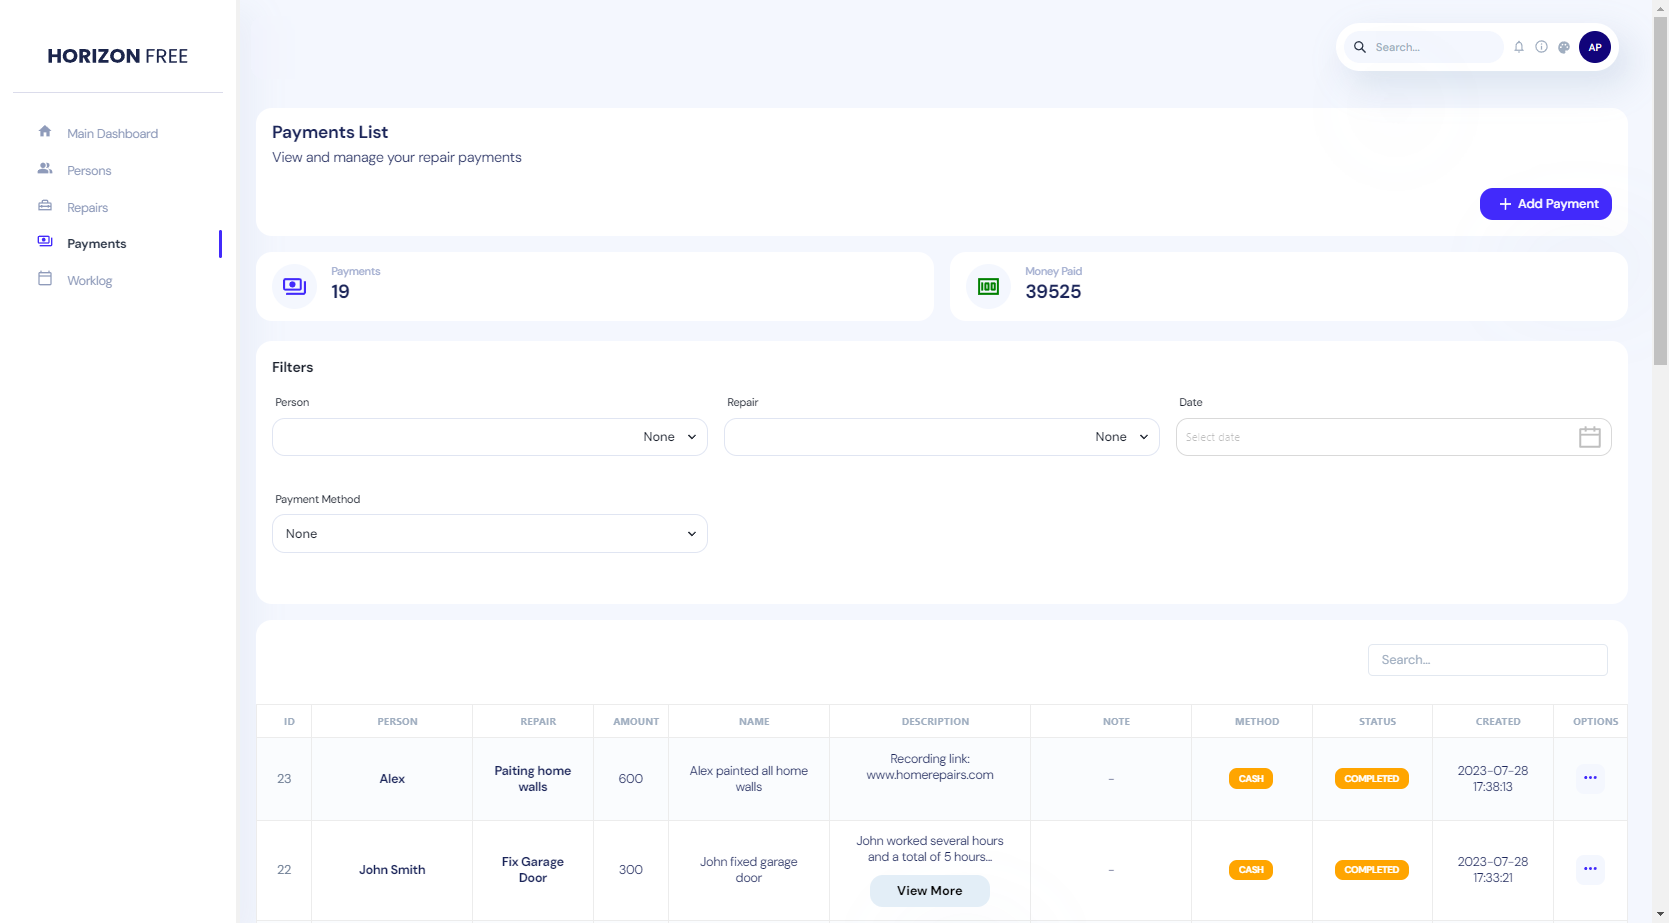 HORIZON FREE
Main Dashboard
Persons
Repairs
Payments
Worklog
Search...
AP
Payments List
View and manage your repair payments
+ Add Payment
Payments
19
100
Money Paid
39525
Filters
Person
None
Repair
None
Date
Select date
Payment Method
None
Search...
ID PERSON REPAIR AMOUNT NAME DESCRIPTION NOTE METHOD STATUS CREATED OPTIONS
23
Alex
Paiting home
walls
600
Alex painted all home
walls
Recording link:
www.homerepairs.com
-
CASH
COMPLETED
2023-07-28
17:38:13
...
22
John Smith
Fix Garage
Door
300
John fixed garage
door
John worked several hours
and a total of 5 hours...
View More
-
CASH
COMPLETED
2023-07-28
17:33:21
...